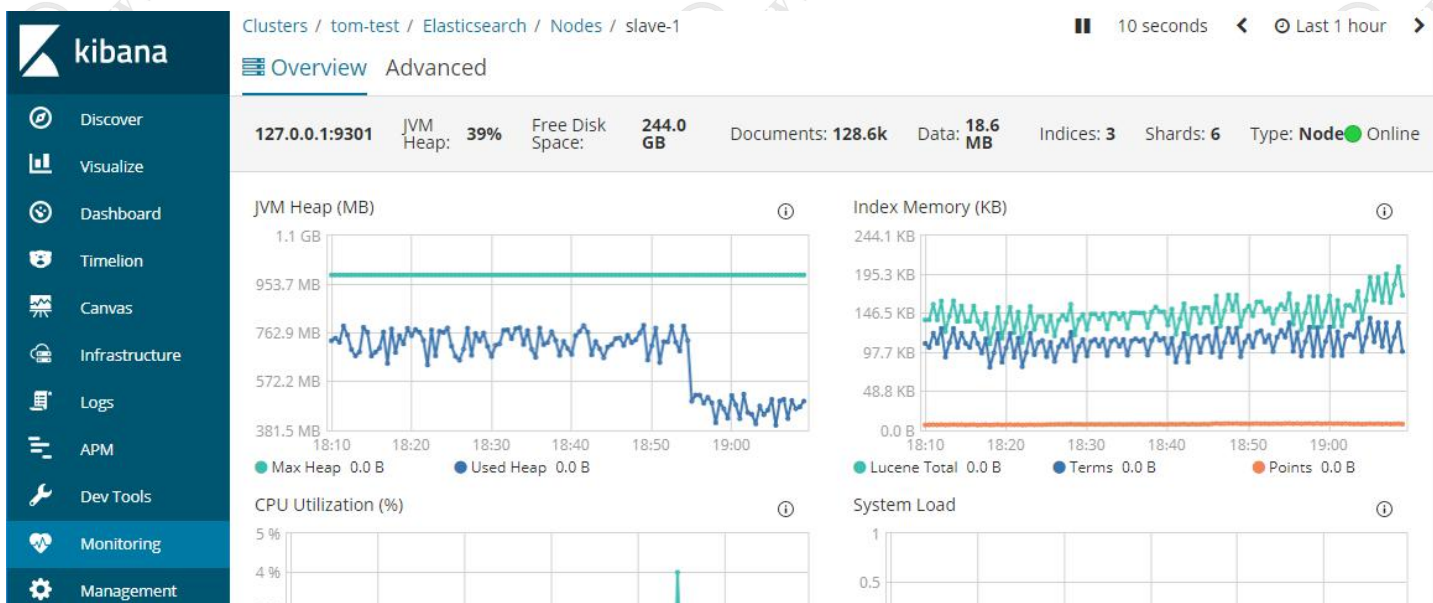 kibana
Discover
Visualize
Dashboard
Timelion
Canvas
Infrastructure
Logs
APM
Dev Tools
Monitoring
Management
Clusters / tom-test / Elasticsearch / Nodes / slave-1
10 seconds
Last 1 hour
Overview Advanced
127.0.0.1:9301 JVM Heap: 39% Free Disk Space: 244.0 GB Documents: 128.6k Data: 18.6 MB Indices: 3 Shards: 6 Type: Node Online
JVM Heap (MB)
1.1 GB
953.7 MB
762.9 MB
572.2 MB
381.5 MB
18:10 18:20 18:30 18:40 18:50 19:00
Max Heap 0.0 B Used Heap 0.0 B
Index Memory (KB)
244.1 KB
195.3 KB
146.5 KB
97.7 KB
48.8 KB
0.0 B
18:10 18:20 18:30 18:40 18:50 19:00
Lucene Total 0.0 B Terms 0.0 B Points 0.0 B
CPU Utilization (%)
5 %
4 %
System Load
1
0.5